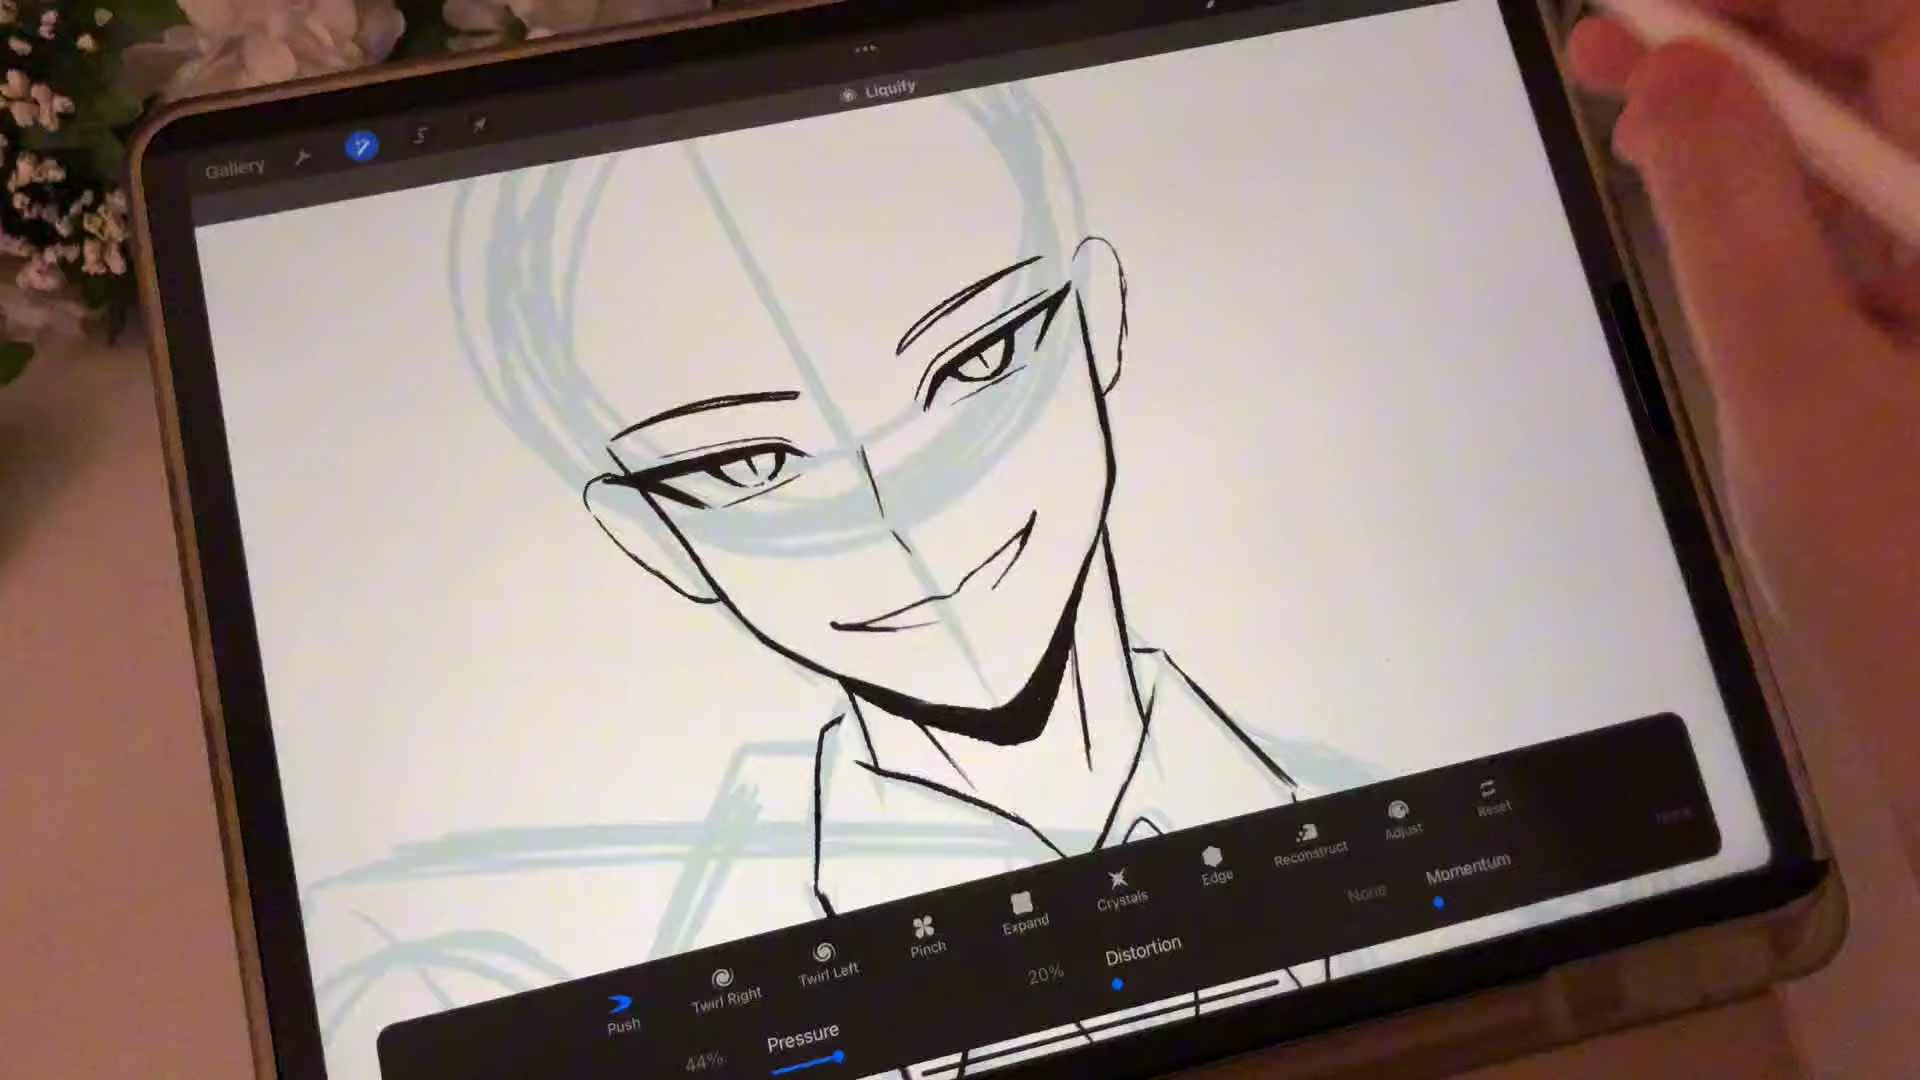 Liquify
Gallery
Push
Twirl Right
Twirl Left
Pinch
Expand
Crystals
Edge
Reconstruct
Adjust
Reset
44%
Pressure
20%
Distortion
None
Momentum